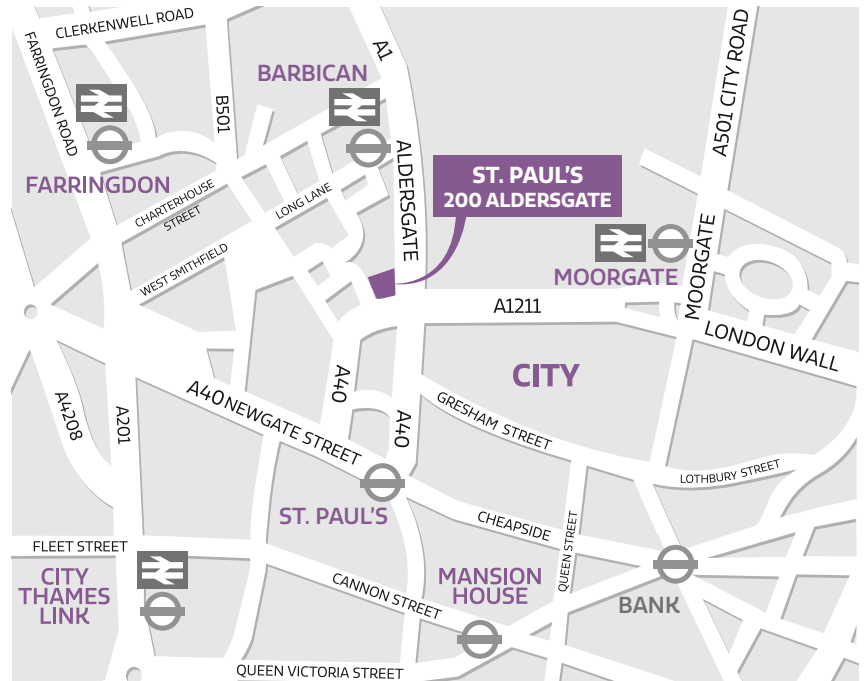 CLERKENWELL ROAD
FARRINGDON ROAD
B501
A1
A501 CITY ROAD
BARBICAN
FARRINGDON
ALDERSGATE
ST. PAUL'S
200 ALDERSGATE
CHARTERHOUSE
STREET
LONG LANE
WEST SMITHFIELD
MOORGATE
MOORGATE
A1211
LONDON WALL
CITY
A40
A40 NEWGATE STREET
A40
A4208
A201
GRESHAM STREET
LOTHBURY STREET
ST. PAUL'S
CHEAPSIDE
QUEEN STREET
FLEET STREET
CITY
THAMES
LINK
CANNON STREET
MANSION
HOUSE
BANK
QUEEN VICTORIA STREET